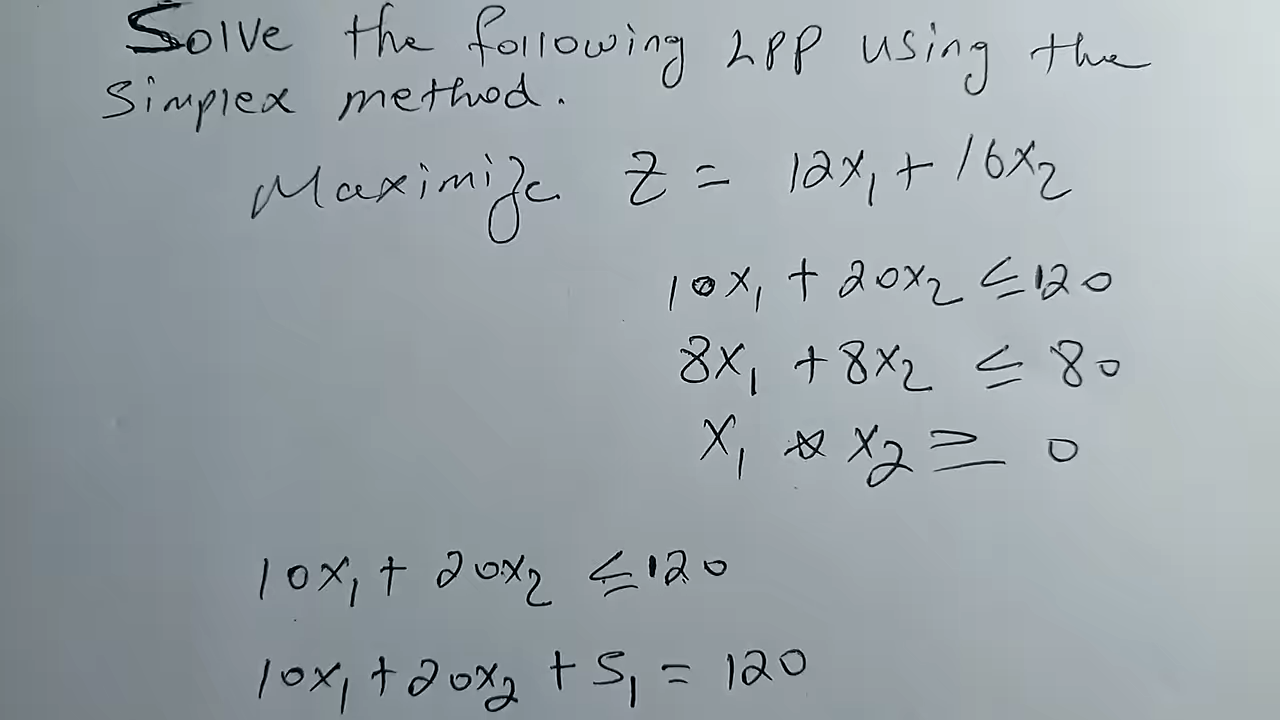 Solve the following LPP using the
simplex method.
Maximize Z = 12x₁ + 16x₂
10x₁ + 20x₂ ≤ 120
8x₁ + 8x₂ ≤ 80
x₁ & x₂ ≥ 0
10x₁ + 20x₂ ≤ 120
10x₁ + 20x₂ + S₁ = 120